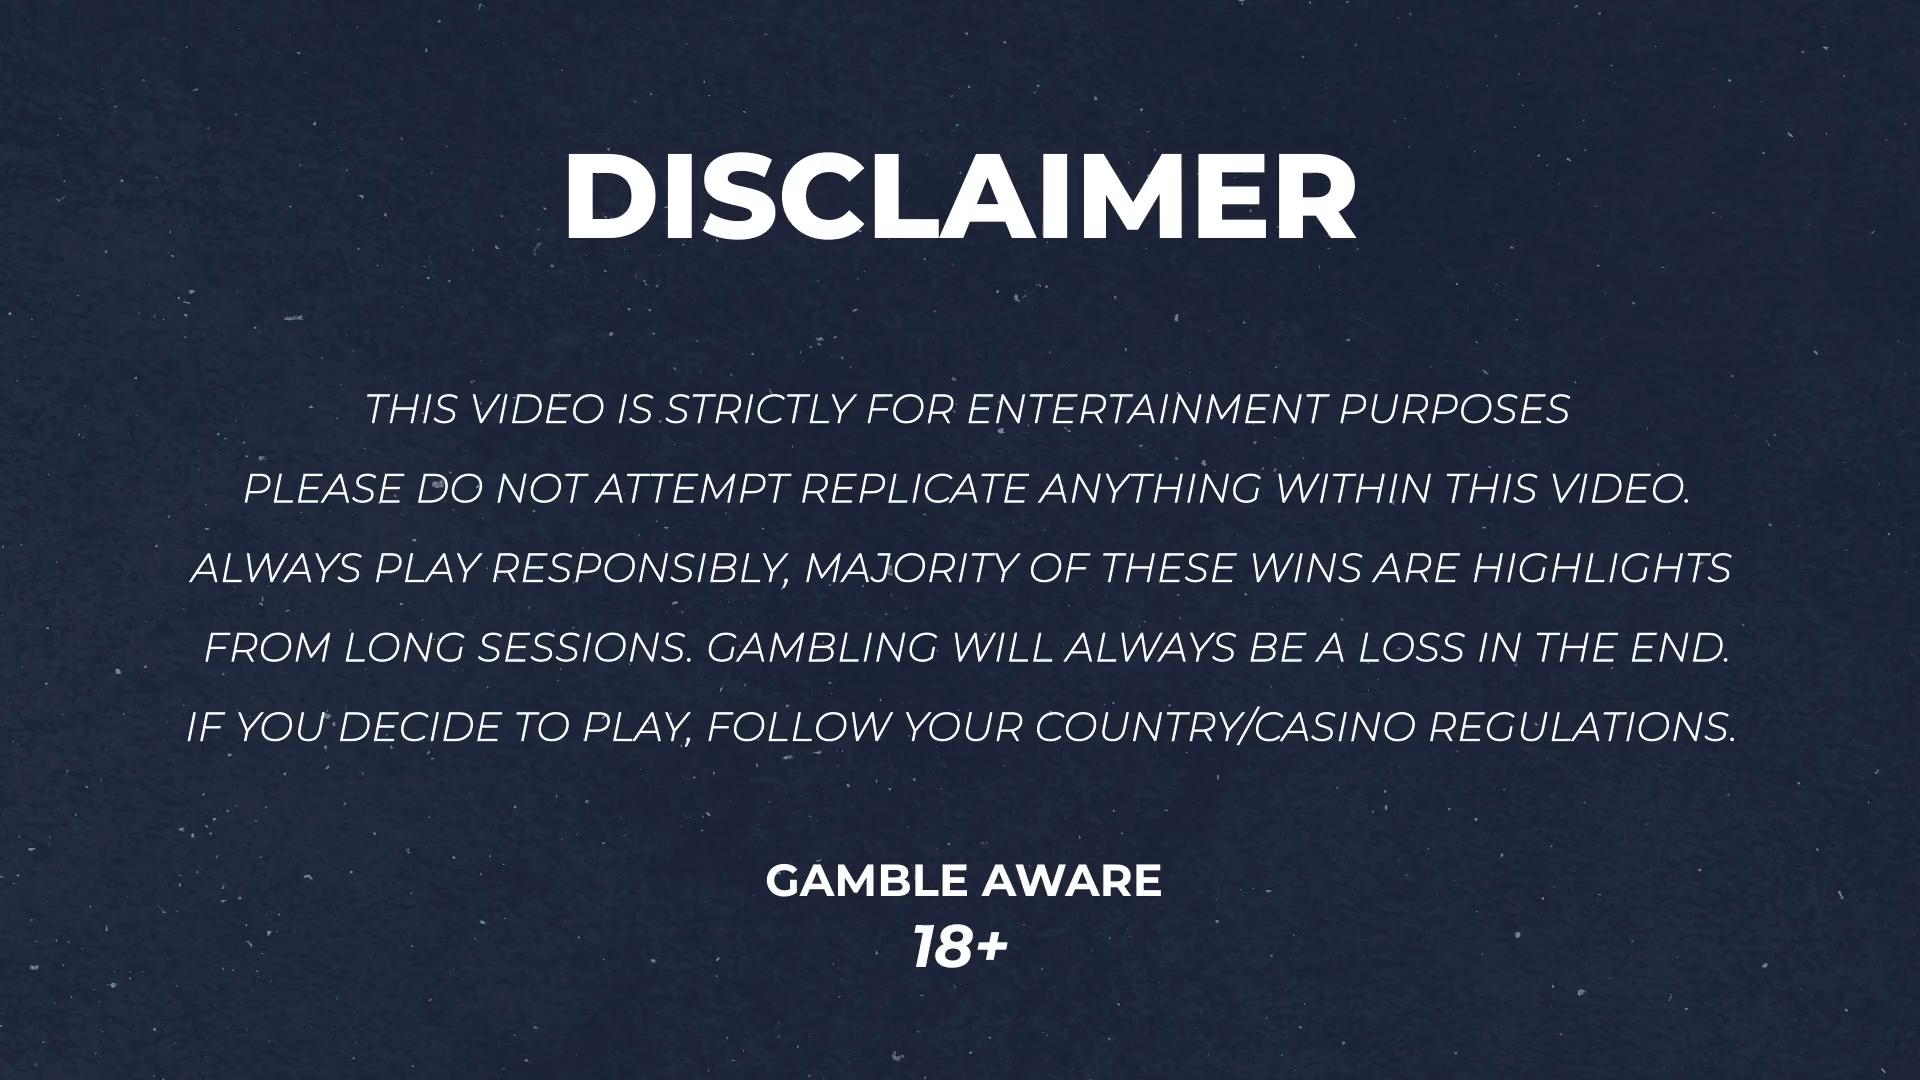 DISCLAIMER
THIS VIDEO IS STRICTLY FOR ENTERTAINMENT PURPOSES
PLEASE DO NOT ATTEMPT REPLICATE ANYTHING WITHIN THIS VIDEO.
ALWAYS PLAY RESPONSIBLY, MAJORITY OF THESE WINS ARE HIGHLIGHTS
FROM LONG SESSIONS. GAMBLING WILL ALWAYS BE A LOSS IN THE END.
IF YOU DECIDE TO PLAY, FOLLOW YOUR COUNTRY/CASINO REGULATIONS.
GAMBLE AWARE
18+